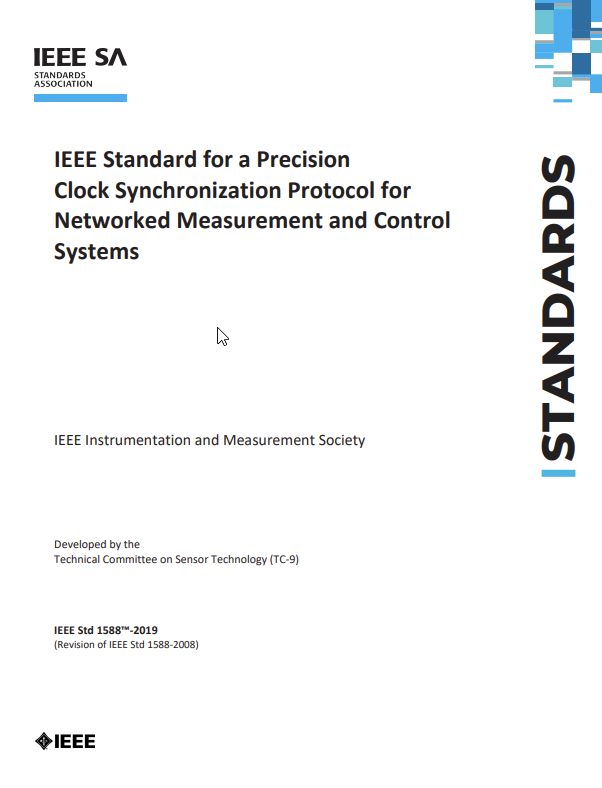 IEEE SA
STANDARDS
ASSOCIATION
IEEE Standard for a Precision
Clock Synchronization Protocol for
Networked Measurement and Control
Systems
STANDARDS
IEEE Instrumentation and Measurement Society
Developed by the
Technical Committee on Sensor Technology (TC-9)
IEEE Std 1588™-2019
(Revision of IEEE Std 1588-2008)
IEEE